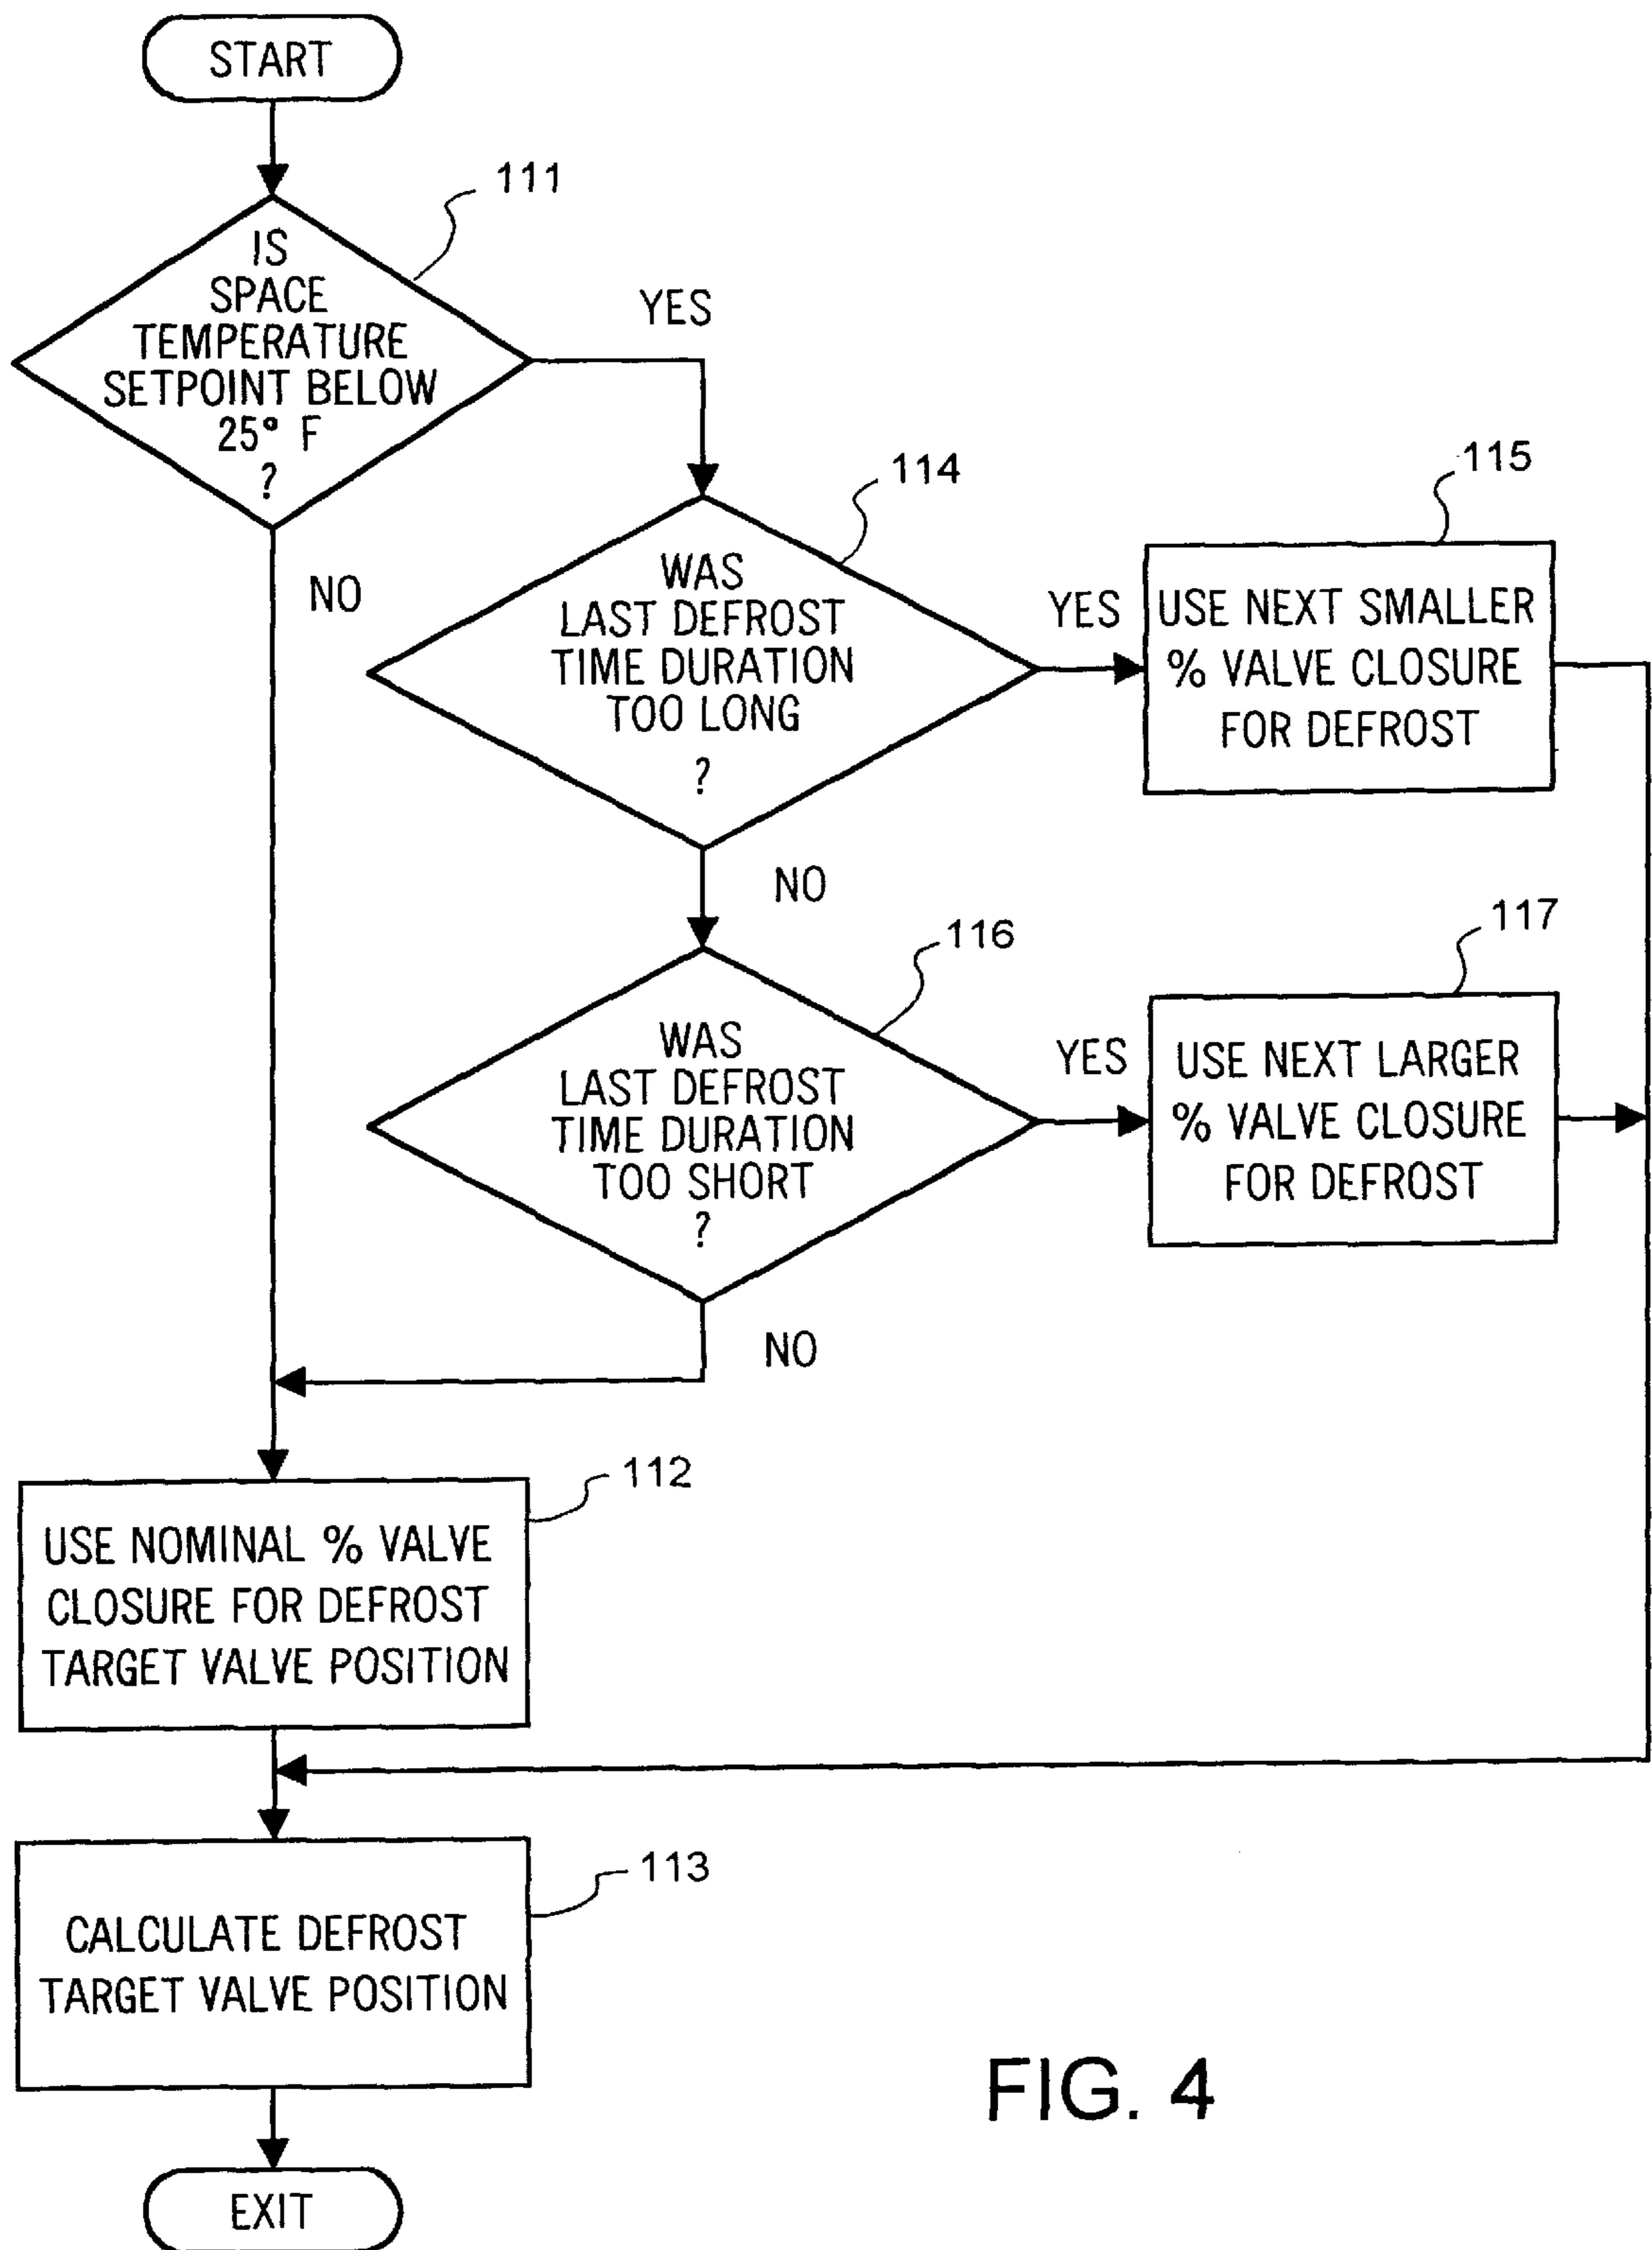 START
111
IS
SPACE
TEMPERATURE
SETPOINT BELOW
25° F
?
YES
NO
114
WAS
LAST DEFROST
TIME DURATION
TOO LONG
?
YES
115
USE NEXT SMALLER
% VALVE CLOSURE
FOR DEFROST
NO
116
WAS
LAST DEFROST
TIME DURATION
TOO SHORT
?
YES
117
USE NEXT LARGER
% VALVE CLOSURE
FOR DEFROST
NO
112
USE NOMINAL % VALVE
CLOSURE FOR DEFROST
TARGET VALVE POSITION
113
CALCULATE DEFROST
TARGET VALVE POSITION
EXIT
FIG. 4